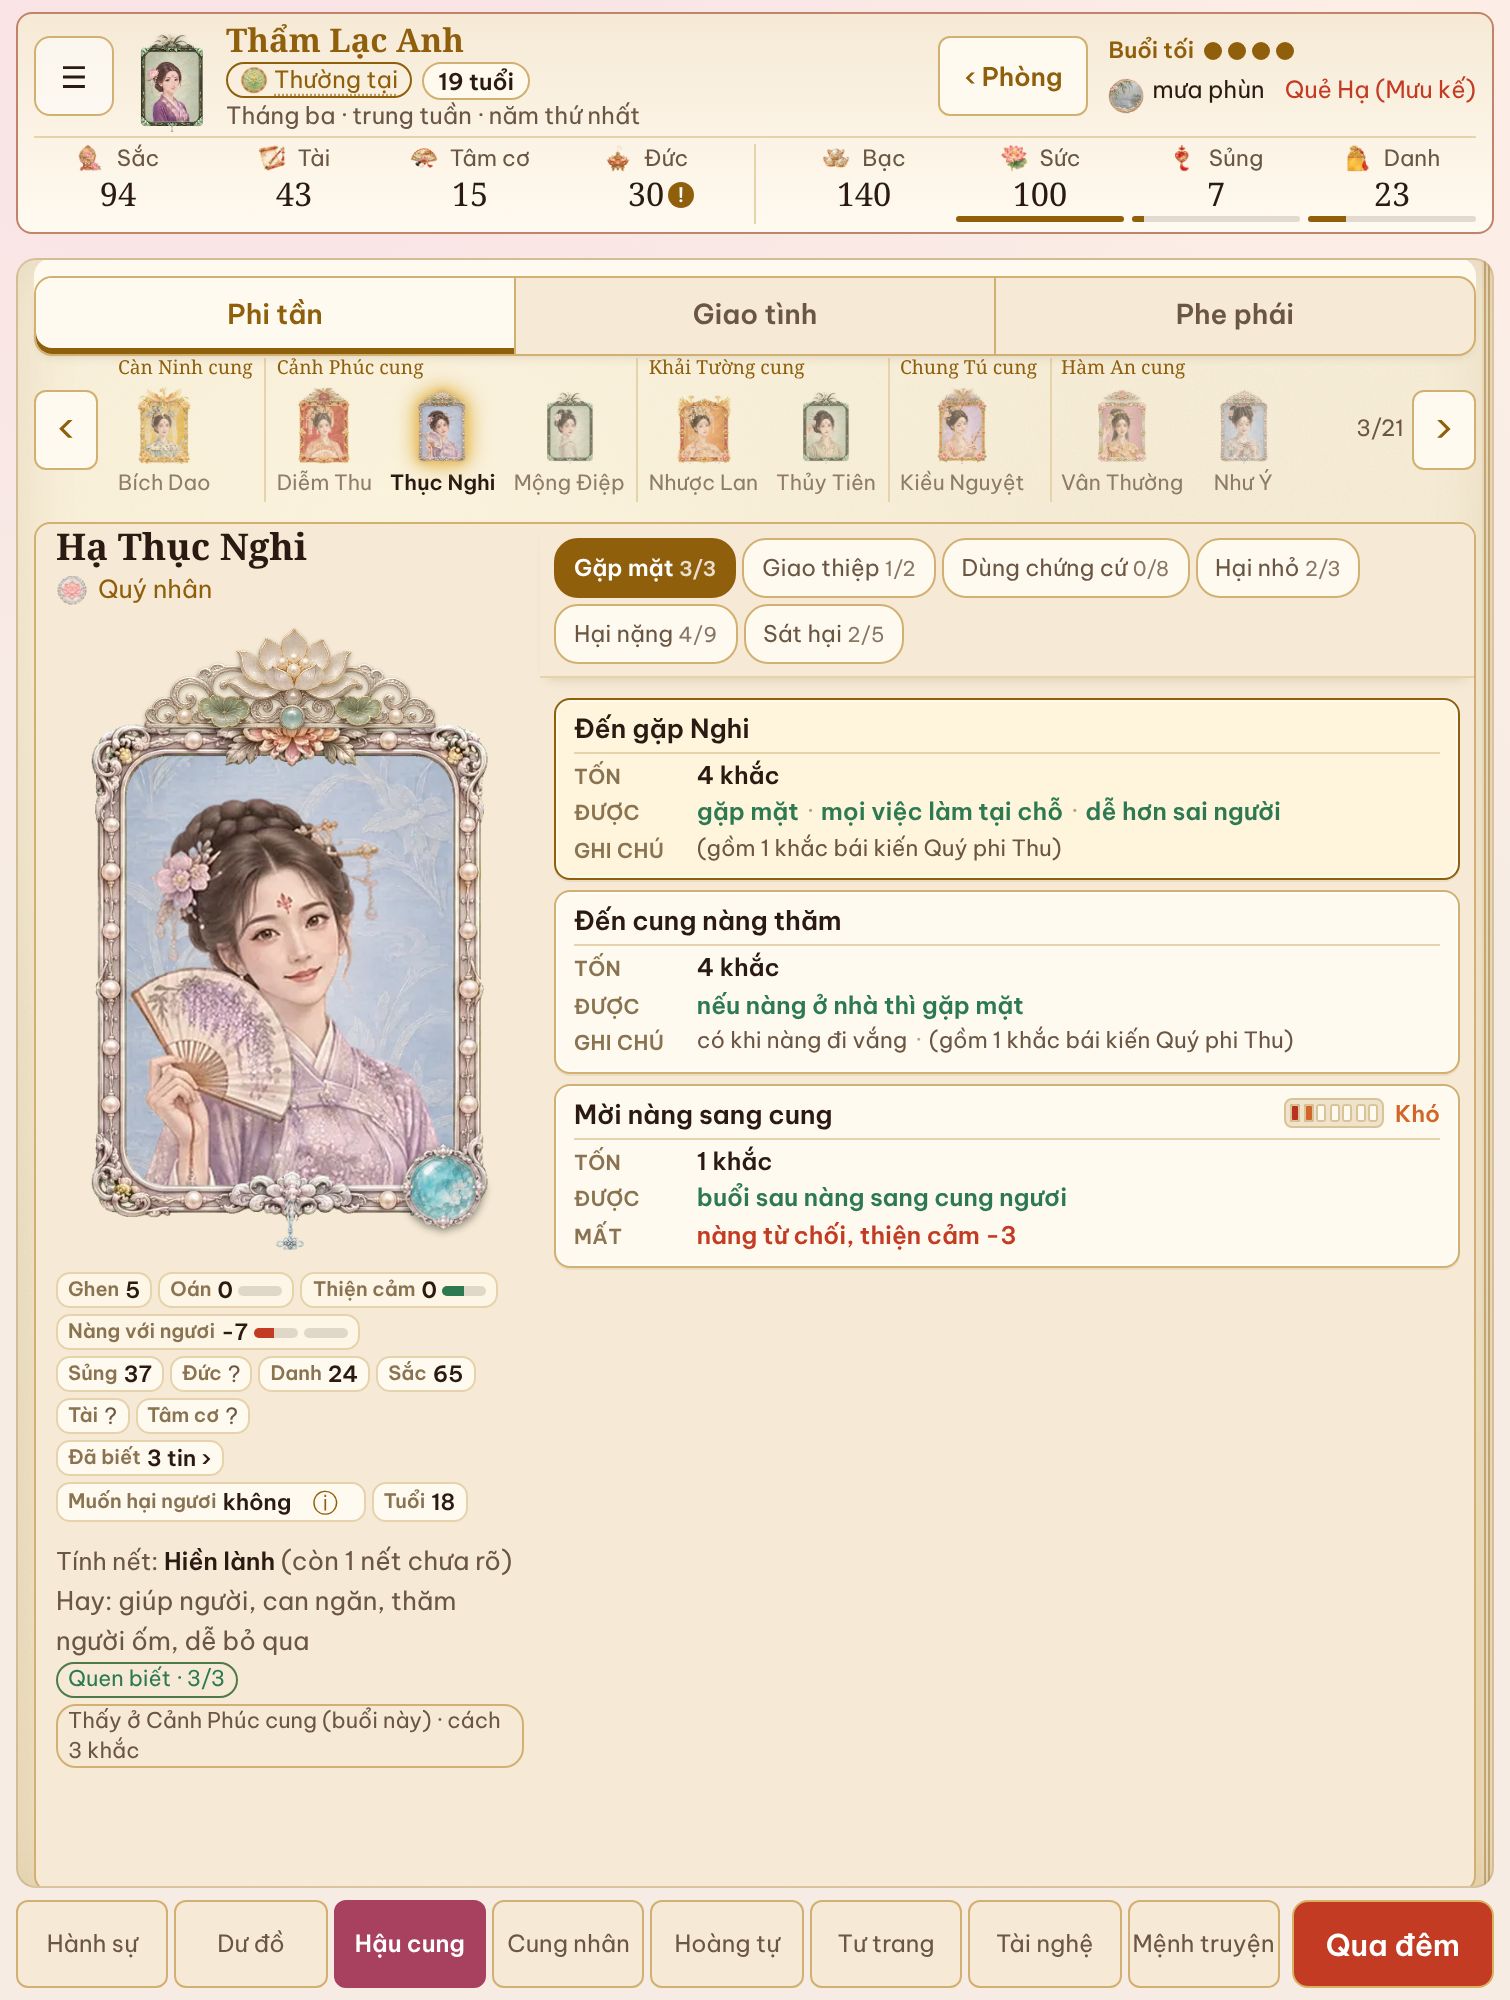 ☰
Thẩm Lạc Anh
Thường tại
19 tuổi
Tháng ba · trung tuần · năm thứ nhất
‹ Phòng
Buổi tối
mưa phùn Quẻ Hạ (Mưu kế)
Sắc Tài Tâm cơ Đức Bạc Sức Sủng Danh
94 43 15 30 ! 140 100 7 23
Phi tần Giao tình Phe phái
Càn Ninh cung Cảnh Phúc cung Khải Tường cung Chung Tú cung Hàm An cung
‹ 3/21 ›
Bích Dao Diễm Thu Thục Nghi Mộng Điệp Nhược Lan Thủy Tiên Kiều Nguyệt Vân Thường Như Ý
Hạ Thục Nghi
Quý nhân
Ghen 5 Oán 0 Thiện cảm 0
Nàng với ngươi -7
Sủng 37 Đức ? Danh 24 Sắc 65
Tài ? Tâm cơ ?
Đã biết 3 tin ›
Muốn hại ngươi không ⓘ Tuổi 18
Tính nết: Hiền lành (còn 1 nết chưa rõ)
Hay: giúp người, can ngăn, thăm
người ốm, dễ bỏ qua
Quen biết · 3/3
Thấy ở Cảnh Phúc cung (buổi này) · cách
3 khắc
Gặp mặt 3/3 Giao thiệp 1/2 Dùng chứng cứ 0/8 Hại nhỏ 2/3
Hại nặng 4/9 Sát hại 2/5
Đến gặp Nghi
TỐN 4 khắc
ĐƯỢC gặp mặt · mọi việc làm tại chỗ · dễ hơn sai người
GHI CHÚ (gồm 1 khắc bái kiến Quý phi Thu)
Đến cung nàng thăm
TỐN 4 khắc
ĐƯỢC nếu nàng ở nhà thì gặp mặt
GHI CHÚ có khi nàng đi vắng · (gồm 1 khắc bái kiến Quý phi Thu)
Mời nàng sang cung Khó
TỐN 1 khắc
ĐƯỢC buổi sau nàng sang cung ngươi
MẤT nàng từ chối, thiện cảm -3
Hành sự Dư đồ Hậu cung Cung nhân Hoàng tự Tư trang Tài nghệ Mệnh truyện Qua đêm